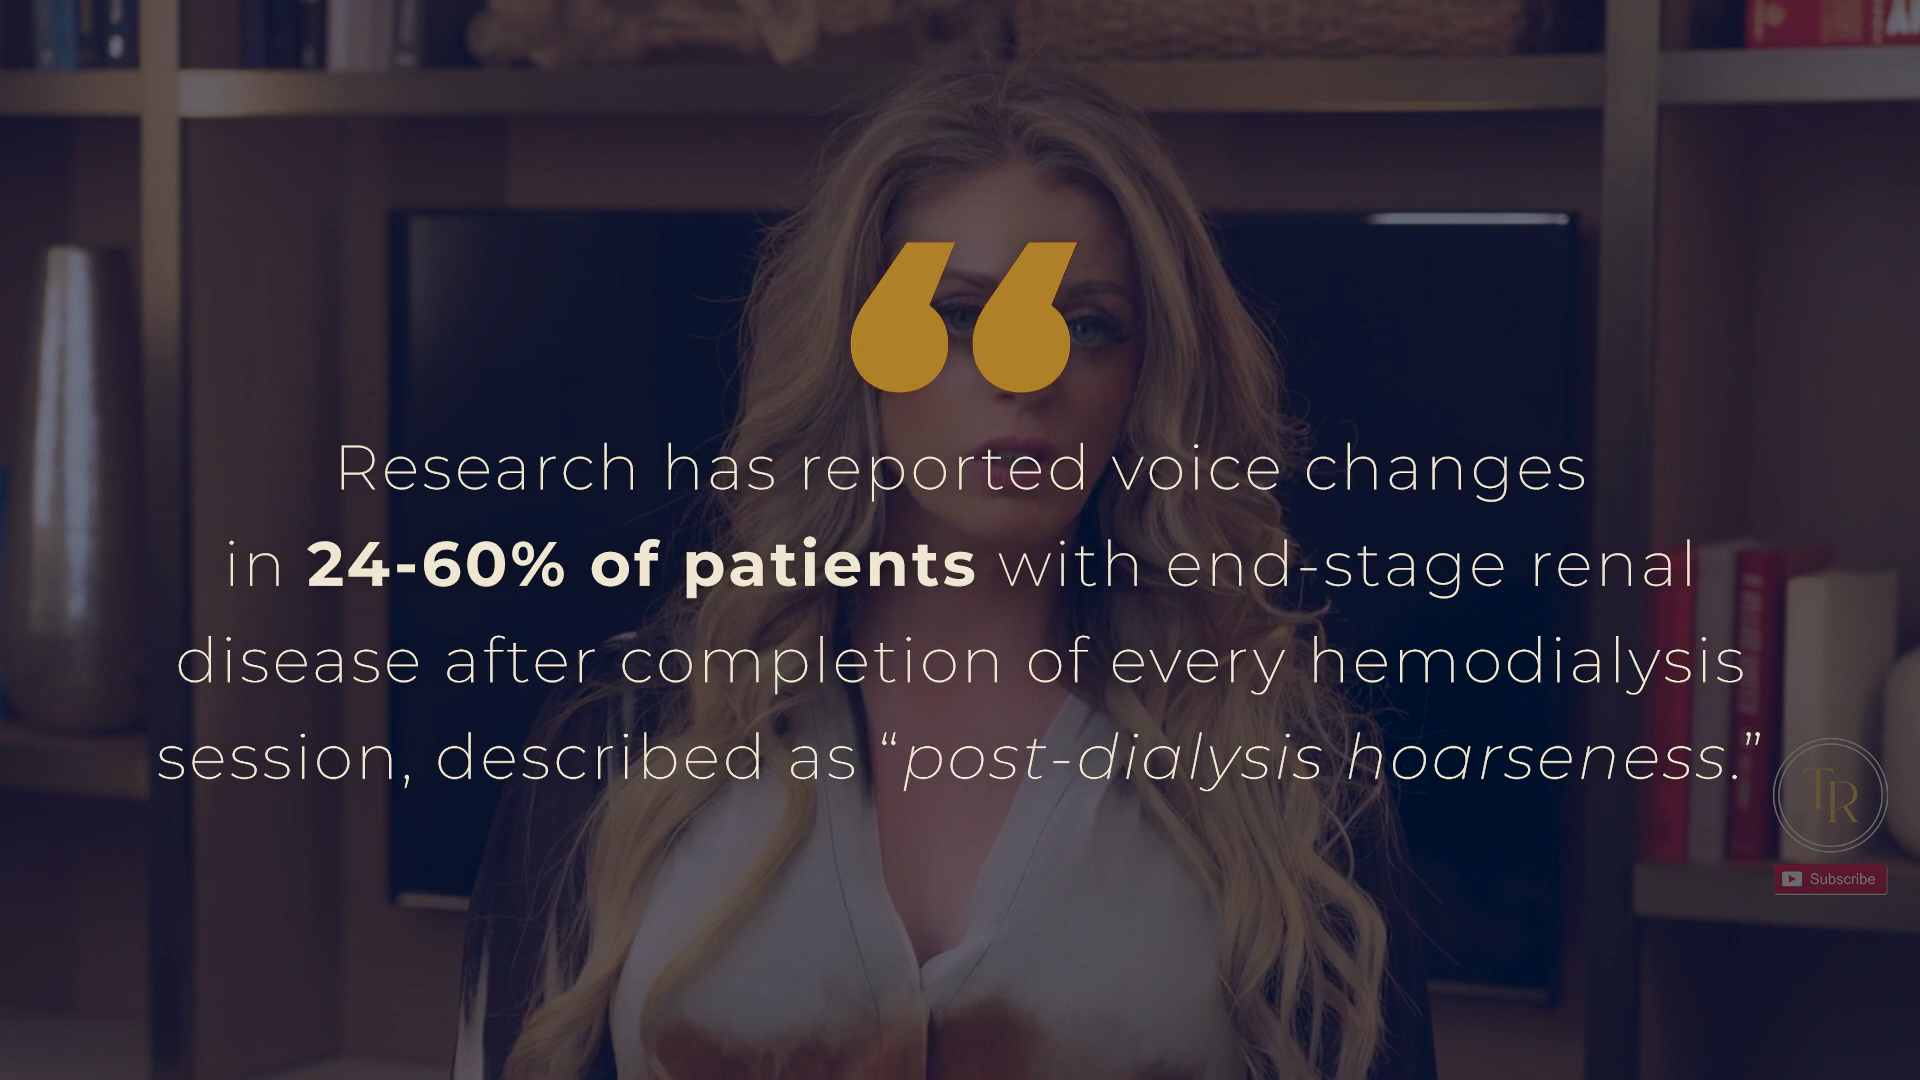 “
Research has reported voice changes
in 24-60% of patients with end-stage renal
disease after completion of every hemodialysis
session, described as “post-dialysis hoarseness.”
TR
Subscribe